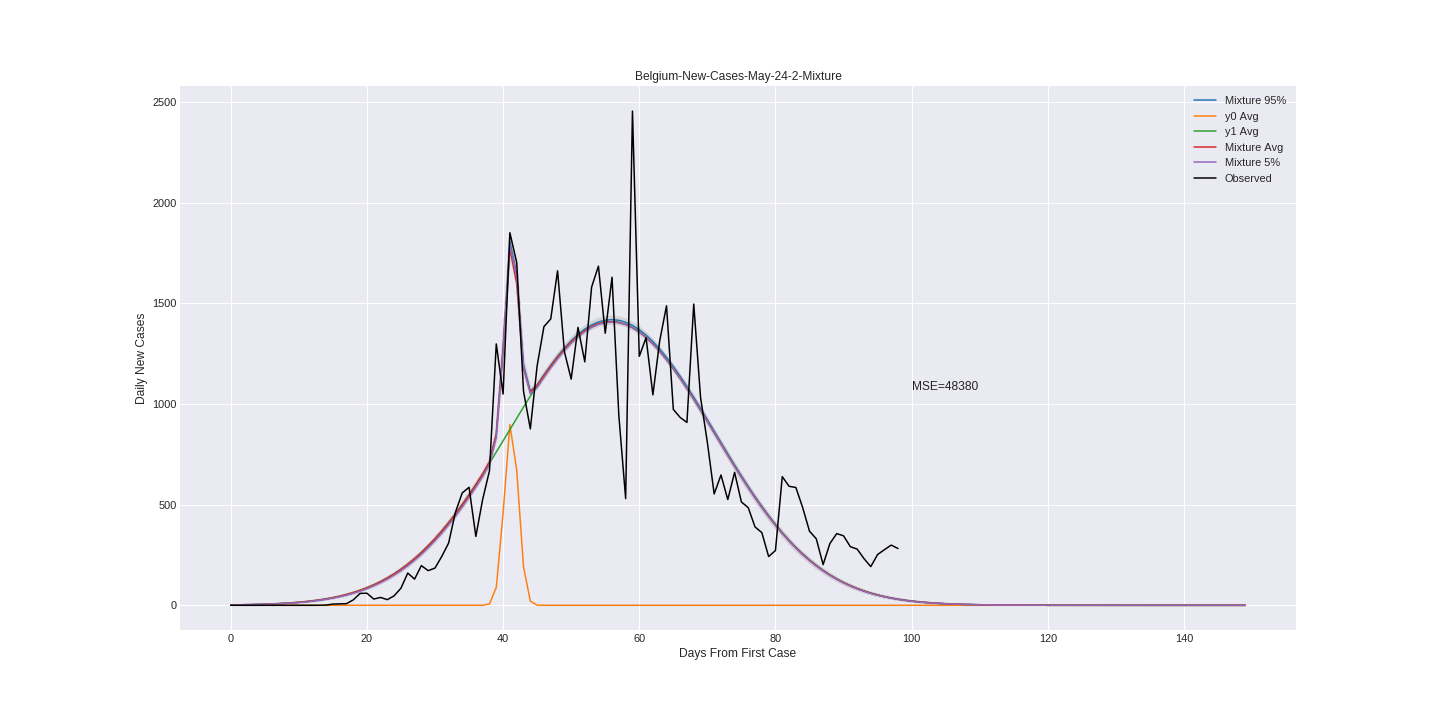 Belgium-New-Cases-May-24-2-Mixture
2500
2000
1500
1000
500
0
Daily New Cases
Mixture 95%
y0 Avg
y1 Avg
Mixture Avg
Mixture 5%
Observed
MSE=48380
0 20 40 60 80 100 120 140
Days From First Case